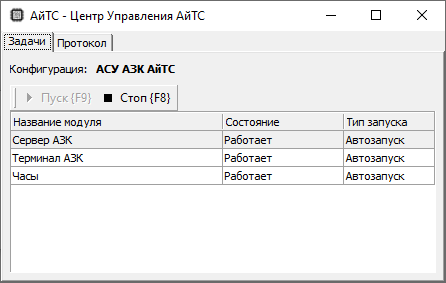 АйТС - Центр Управления АйТС
Задачи Протокол
Конфигурация: АСУ АЗК АйТС
Пуск {F9} Стоп {F8}
Название модуля Состояние Тип запуска
Сервер АЗК Работает Автозапуск
Терминал АЗК Работает Автозапуск
Часы Работает Автозапуск